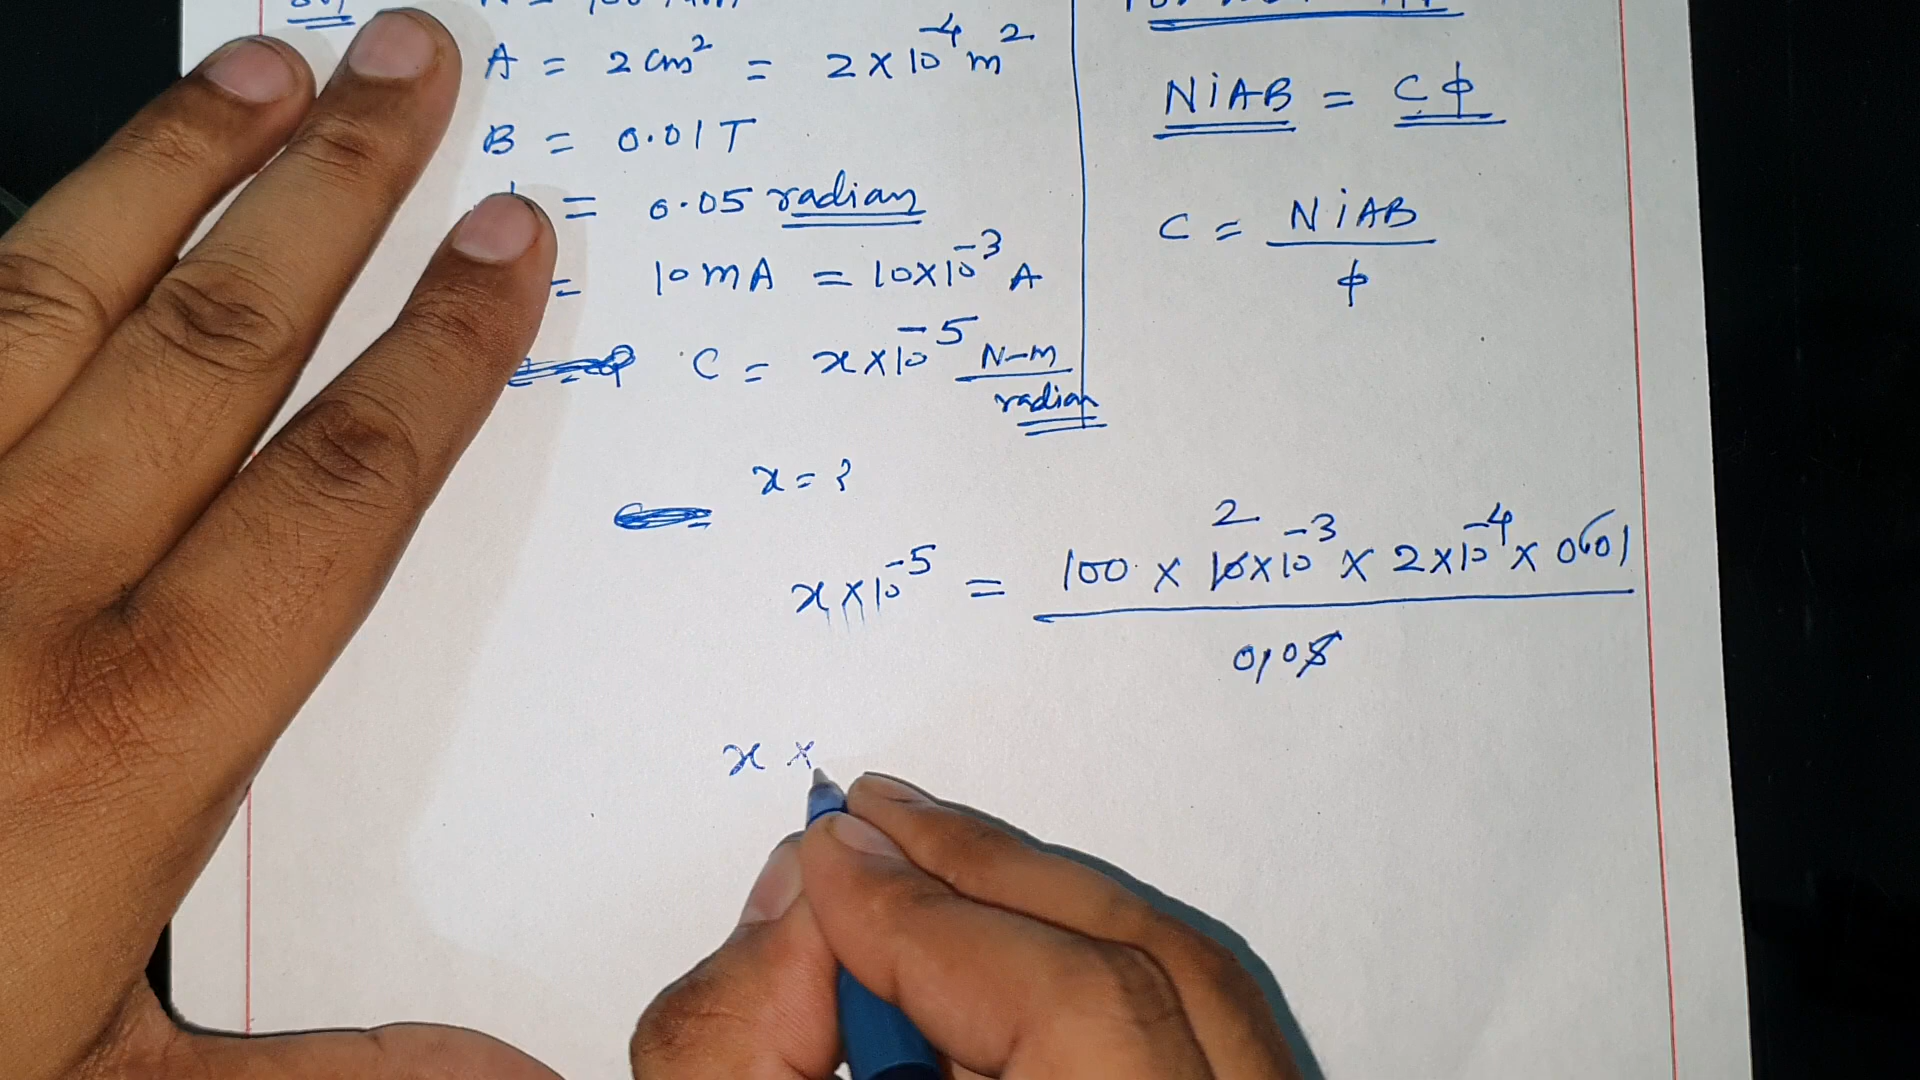 A = 2 cm² = 2 × 10⁻⁴ m²
B = 0.01 T
= 0.05 radian
= 10 mA = 10×10⁻³ A
C = x×10⁻⁵ N-m
radian
x = ?
NiAB = Cϕ
C = NiAB
ϕ
x×10⁻⁵ = 100 × 10×10⁻³ × 2×10⁻⁴ × 0.01
2
0.05
x ×